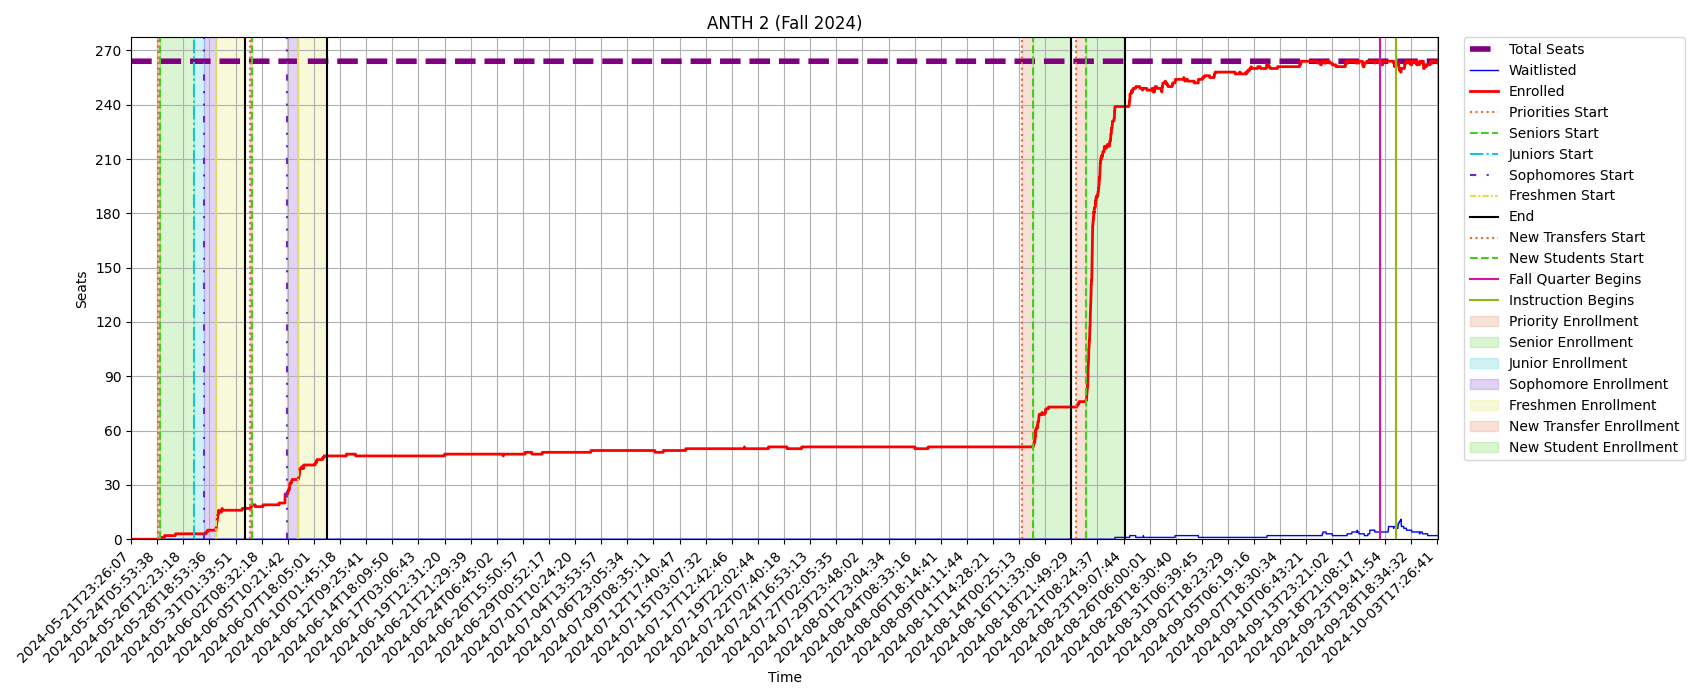 ANTH 2 (Fall 2024)
Seats
270
240
210
180
150
120
90
60
30
0
2024-05-21T23:26:07
2024-05-24T05:53:38
2024-05-26T12:23:18
2024-05-28T18:53:36
2024-05-31T01:33:51
2024-06-02T08:32:18
2024-06-05T10:21:42
2024-06-07T18:05:01
2024-06-10T01:45:18
2024-06-12T09:25:41
2024-06-14T18:09:50
2024-06-17T03:06:43
2024-06-19T12:31:20
2024-06-21T21:29:39
2024-06-24T06:45:02
2024-06-26T15:50:57
2024-06-29T00:52:17
2024-07-01T10:24:20
2024-07-04T13:53:57
2024-07-06T23:05:34
2024-07-09T08:35:11
2024-07-12T17:40:47
2024-07-15T03:07:32
2024-07-17T12:42:46
2024-07-19T22:02:44
2024-07-22T07:40:18
2024-07-24T16:53:13
2024-07-27T02:05:35
2024-07-29T23:48:02
2024-08-01T23:04:34
2024-08-04T08:33:16
2024-08-06T18:14:41
2024-08-09T04:11:44
2024-08-11T14:28:21
2024-08-14T00:25:13
2024-08-16T11:33:06
2024-08-18T21:49:29
2024-08-21T08:24:37
2024-08-23T19:07:44
2024-08-26T06:00:01
2024-08-28T18:30:40
2024-08-31T06:39:45
2024-09-02T18:23:29
2024-09-05T06:19:16
2024-09-07T18:30:34
2024-09-10T06:43:21
2024-09-13T23:21:02
2024-09-18T21:08:17
2024-09-23T19:41:54
2024-09-28T18:34:32
2024-10-03T17:26:41
Time
Total Seats
Waitlisted
Enrolled
Priorities Start
Seniors Start
Juniors Start
Sophomores Start
Freshmen Start
End
New Transfers Start
New Students Start
Fall Quarter Begins
Instruction Begins
Priority Enrollment
Senior Enrollment
Junior Enrollment
Sophomore Enrollment
Freshmen Enrollment
New Transfer Enrollment
New Student Enrollment